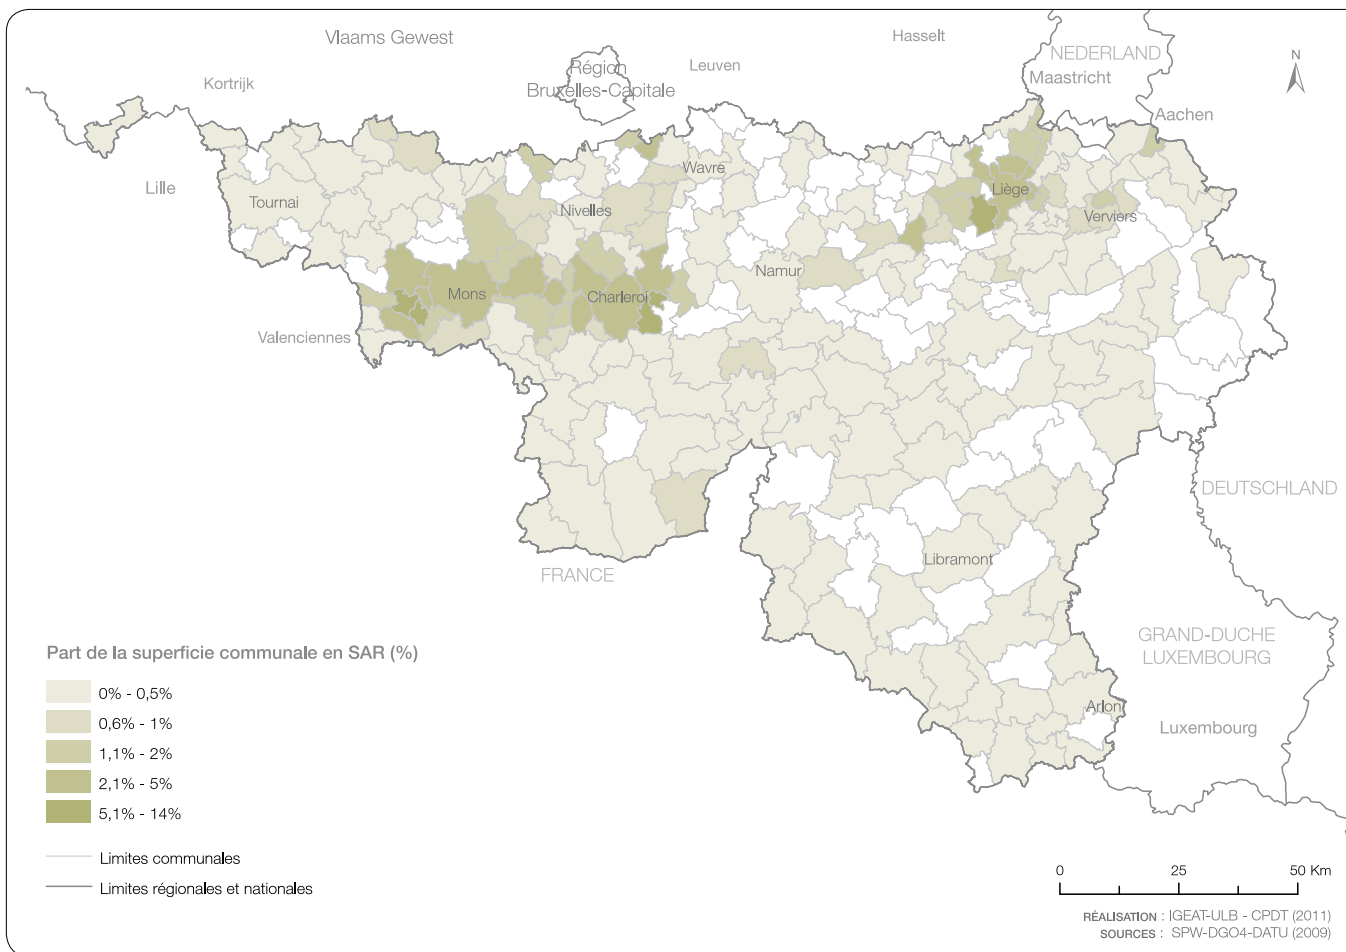 Vlaams Gewest
Hasselt
NEDERLAND
Maastricht
N
Région
Bruxelles-Capitale
Leuven
Kortrijk
Aachen
Lille
Wavre
Liège
Tournai
Nivelles
Verviers
Namur
Mons
Charleroi
Valenciennes
DEUTSCHLAND
Libramont
FRANCE
GRAND-DUCHE
LUXEMBOURG
Arlon
Luxembourg
Part de la superficie communale en SAR (%)
0% - 0,5%
0,6% - 1%
1,1% - 2%
2,1% - 5%
5,1% - 14%
Limites communales
Limites régionales et nationales
0 25 50 Km
RÉALISATION : IGEAT-ULB - CPDT (2011)
SOURCES : SPW-DGO4-DATU (2009)